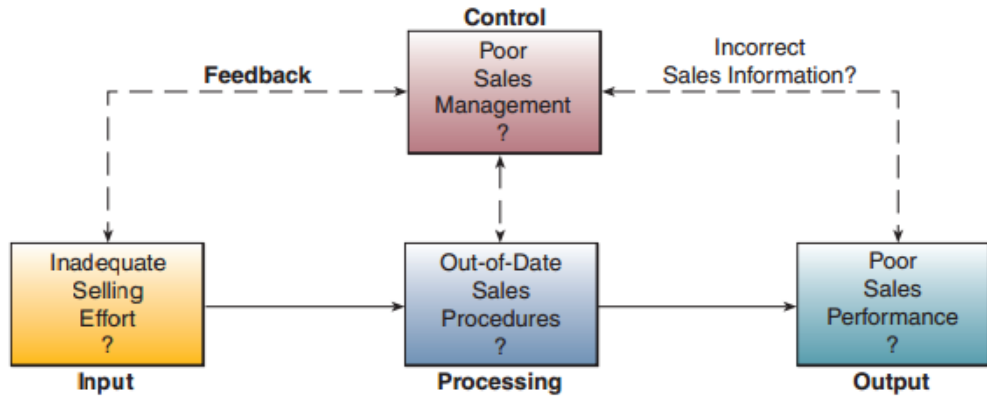 Control
Poor
Sales
Management
?
Feedback
Incorrect
Sales Information?
Inadequate
Selling
Effort
?
Input
Out-of-Date
Sales
Procedures
?
Processing
Poor
Sales
Performance
?
Output